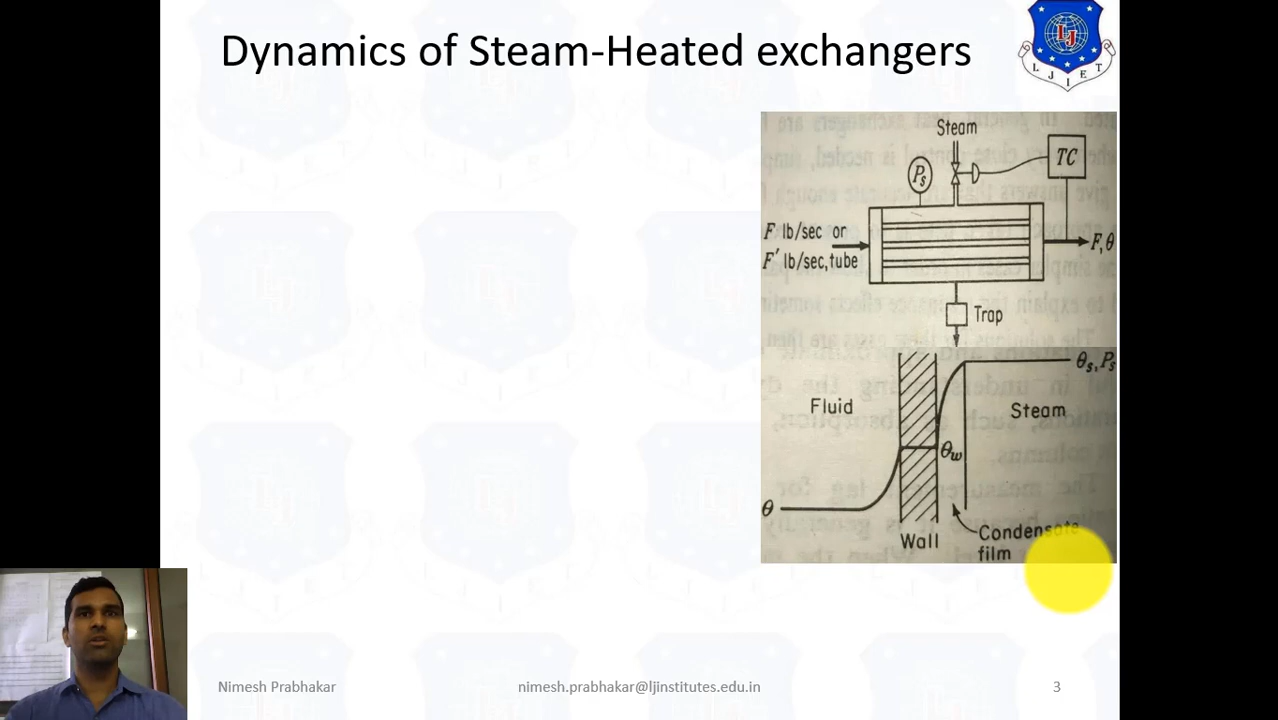 Dynamics of Steam-Heated exchangers
LJ
L J I E T
Steam
TC
Ps
F lb/sec or
F′ lb/sec, tube
F, θ
Trap
θs, Ps
Fluid
Steam
θw
θ
Condensate
film
Wall
Nimesh Prabhakar
nimesh.prabhakar@ljinstitutes.edu.in
3